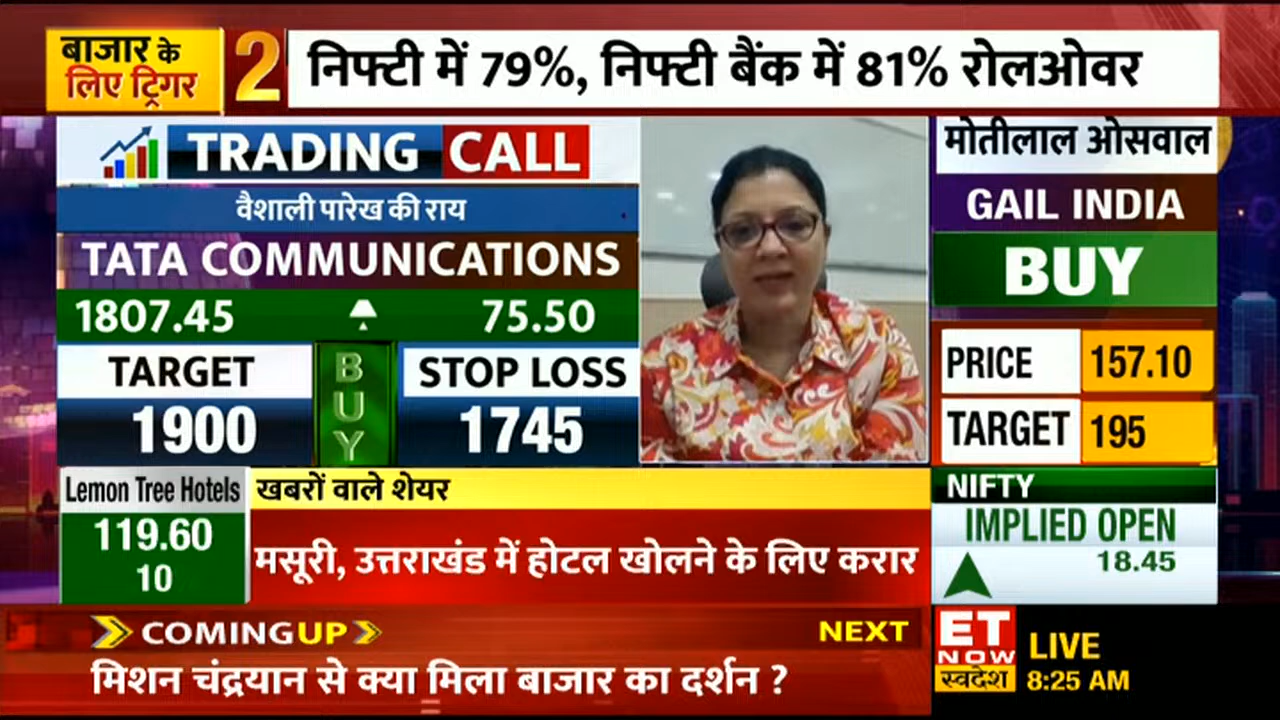 बाजार के
लिए ट्रिगर
2
निफ्टी में 79%, निफ्टी बैंक में 81% रोलओवर
TRADING CALL
वैशाली पारेख की राय
TATA COMMUNICATIONS
1807.45 75.50
TARGET
1900
BUY
STOP LOSS
1745
मोतीलाल ओसवाल
GAIL INDIA
BUY
PRICE 157.10
TARGET 195
Lemon Tree Hotels
119.60
10
खबरों वाले शेयर
मसूरी, उत्तराखंड में होटल खोलने के लिए करार
NIFTY
IMPLIED OPEN
18.45
COMING UP
NEXT
मिशन चंद्रयान से क्या मिला बाजार का दर्शन ?
ET
NOW
स्वदेश
LIVE
8:25 AM